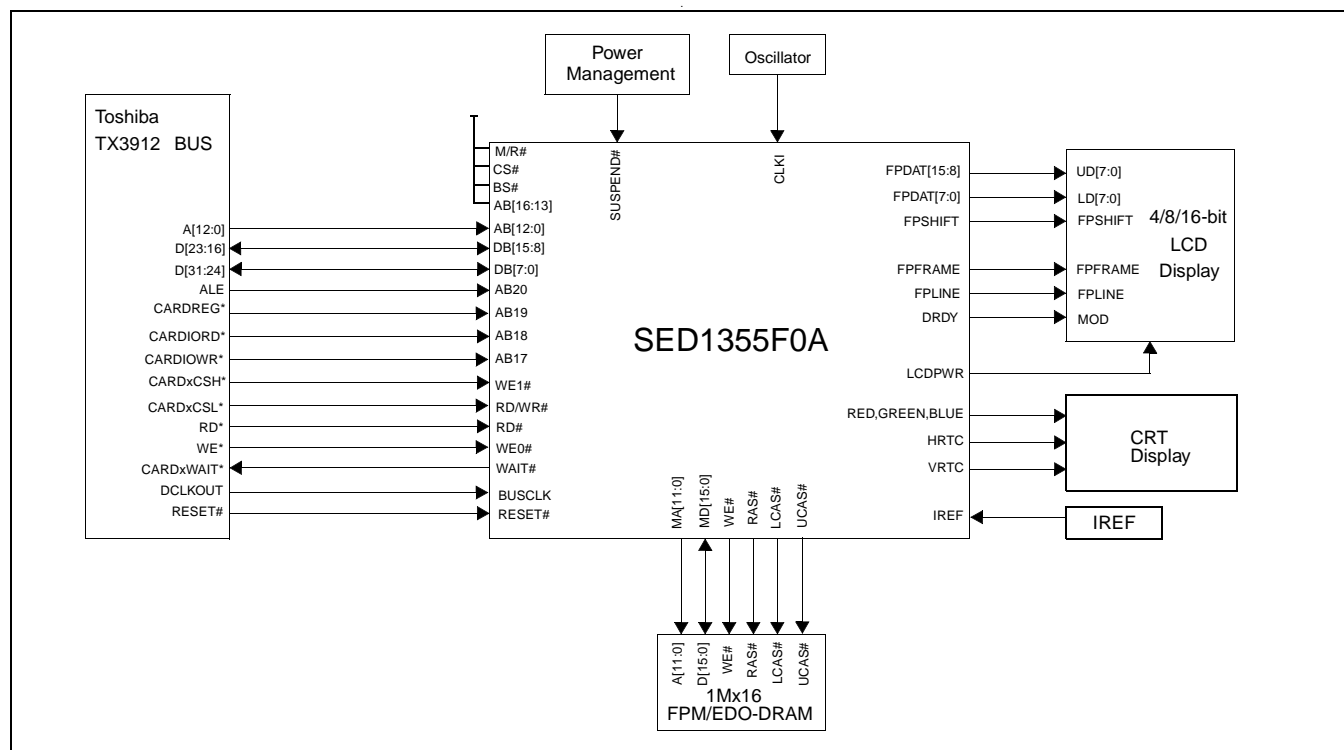 Power
Management
Oscillator
Toshiba
TX3912 BUS
M/R#
CS#
BS#
AB[16:13]
SUSPEND#
CLKI
A[12:0]
D[23:16]
D[31:24]
ALE
CARDREG*
CARDIORD*
CARDIOWR*
CARDxCSH*
CARDxCSL*
RD*
WE*
CARDxWAIT*
DCLKOUT
RESET#
AB[12:0]
DB[15:8]
DB[7:0]
AB20
AB19
AB18
AB17
WE1#
RD/WR#
RD#
WE0#
WAIT#
BUSCLK
RESET#
SED1355F0A
FPDAT[15:8]
FPDAT[7:0]
FPSHIFT
FPFRAME
FPLINE
DRDY
LCDPWR
RED,GREEN,BLUE
HRTC
VRTC
IREF
UD[7:0]
LD[7:0]
FPSHIFT
FPFRAME
FPLINE
MOD
4/8/16-bit
LCD
Display
CRT
Display
IREF
MA[11:0]
MD[15:0]
WE#
RAS#
LCAS#
UCAS#
A[11:0]
D[15:0]
WE#
RAS#
LCAS#
UCAS#
1Mx16
FPM/EDO-DRAM